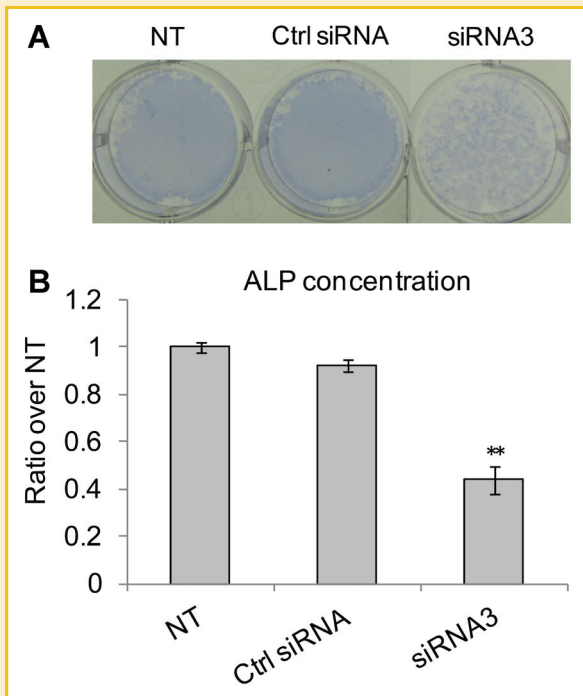 A
NT Ctrl siRNA siRNA3
B
ALP concentration
Ratio over NT
1.2
1
0.8
0.6
0.4
0.2
0
**
NT Ctrl siRNA siRNA3